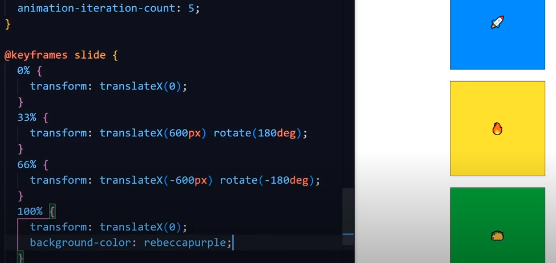 animation-iteration-count: 5;
}
@keyframes slide {
0% {
transform: translateX(0);
}
33% {
transform: translateX(600px) rotate(180deg);
}
66% {
transform: translateX(-600px) rotate(-180deg);
}
100% {
transform: translateX(0);
background-color: rebeccapurple;
}